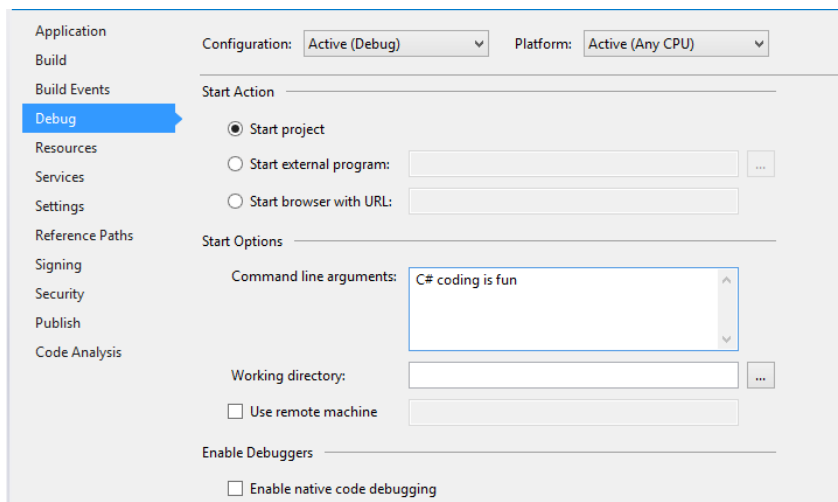 Application
Build
Build Events
Debug
Resources
Services
Settings
Reference Paths
Signing
Security
Publish
Code Analysis
Configuration: Active (Debug) Platform: Active (Any CPU)
Start Action
Start project
Start external program: ...
Start browser with URL:
Start Options
Command line arguments: C# coding is fun
Working directory: ...
Use remote machine
Enable Debuggers
Enable native code debugging